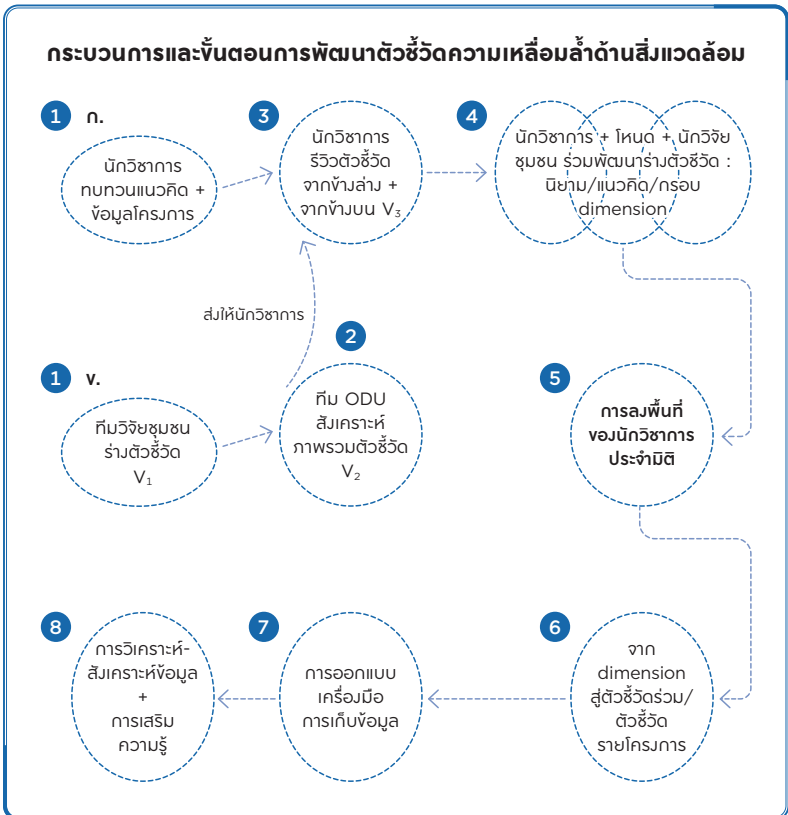 กระบวนการและขั้นตอนการพัฒนาตัวชี้วัดความเหลื่อมล้ำด้านสิ่งแวดล้อม
1 ก.
นักวิชาการ
ทบทวนแนวคิด +
ข้อมูลโครงการ
3
นักวิชาการ
รีวิวตัวชี้วัด
จากข้างล่าง +
จากข้างบน V₃
4
นักวิชาการ + โหนด + นักวิจัย
ชุมชน ร่วมพัฒนาร่างตัวชี้วัด :
นิยาม/แนวคิด/กรอบ
dimension
ส่งให้นักวิชาการ
1 ข.
ทีมวิจัยชุมชน
ร่างตัวชี้วัด
V₁
2
ทีม ODU
สังเคราะห์
ภาพรวมตัวชี้วัด
V₂
5
การลงพื้นที่
ของนักวิชาการ
ประจำมิติ
6
จาก
dimension
สู่ตัวชี้วัดร่วม/
ตัวชี้วัด
รายโครงการ
7
การออกแบบ
เครื่องมือ
การเก็บข้อมูล
8
การวิเคราะห์-
สังเคราะห์ข้อมูล
+
การเสริม
ความรู้